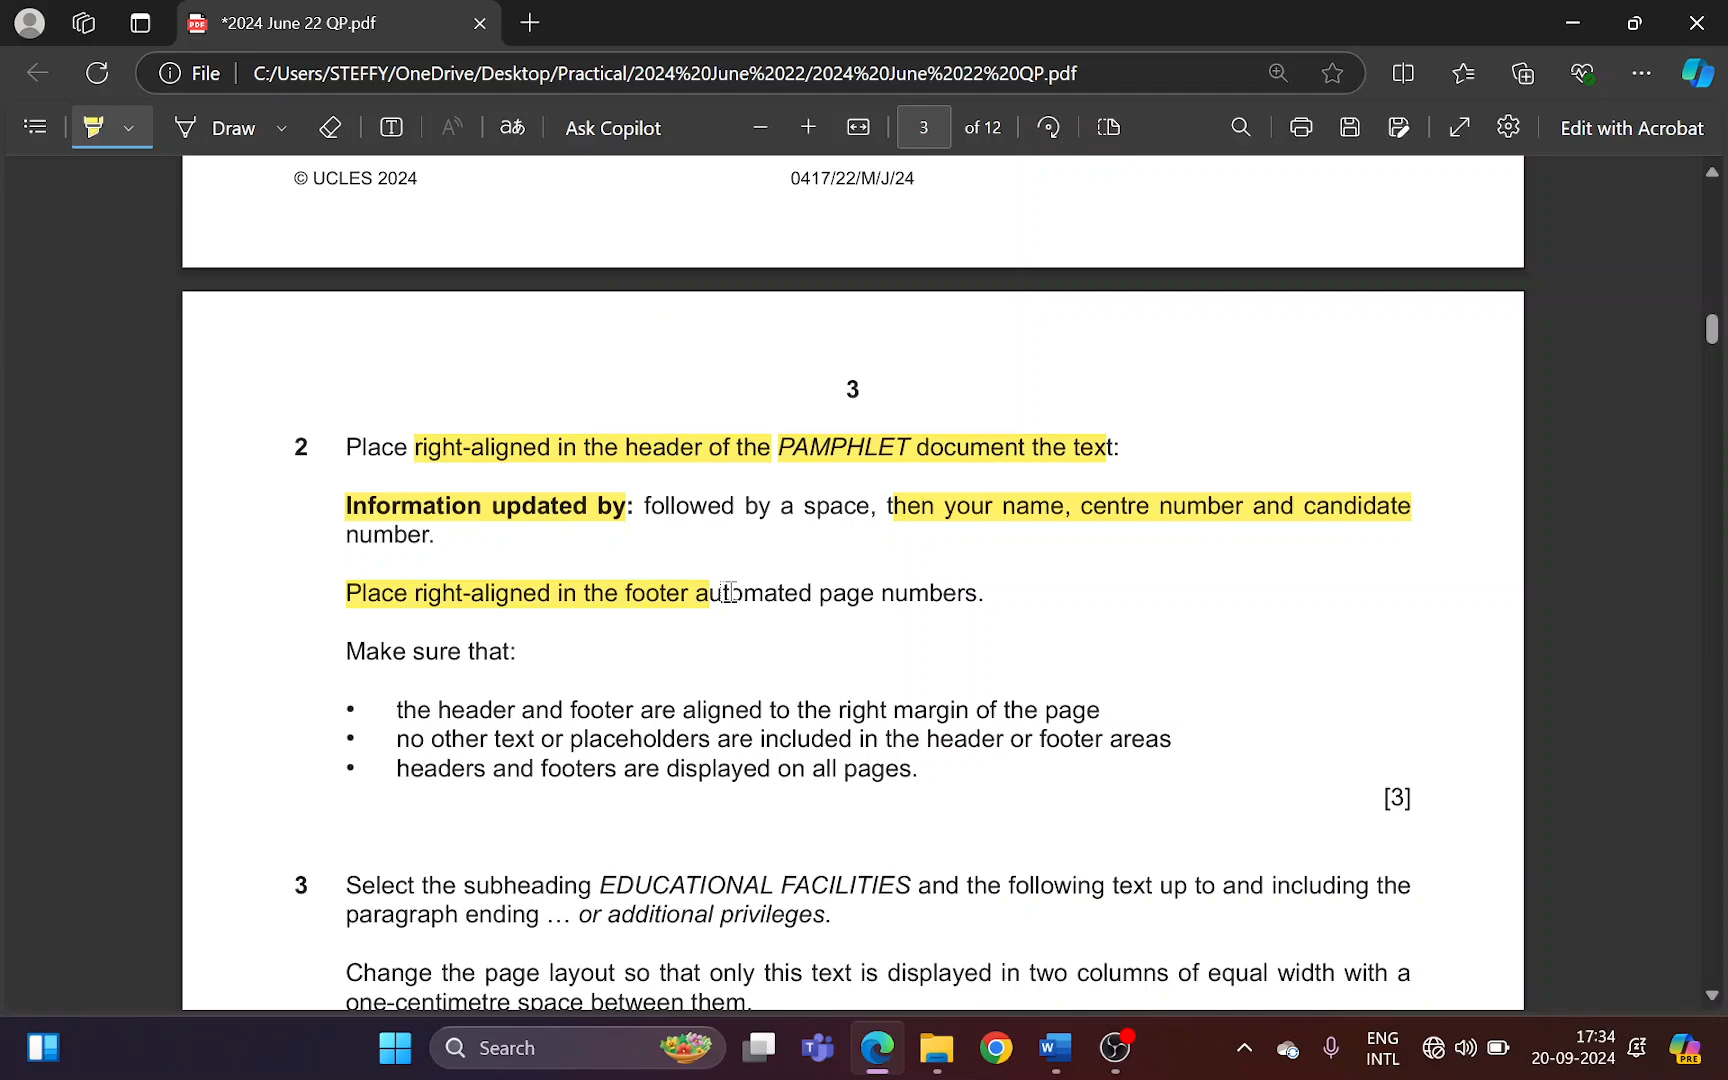 *2024 June 22 QP.pdf
File
C:/Users/STEFFY/OneDrive/Desktop/Practical/2024%20June%2022/2024%20June%2022%20QP.pdf
Draw
Ask Copilot
3
of 12
Edit with Acrobat
© UCLES 2024
0417/22/M/J/24
3
2 Place right-aligned in the header of the PAMPHLET document the text:
Information updated by: followed by a space, then your name, centre number and candidate
number.
Place right-aligned in the footer automated page numbers.
Make sure that:
• the header and footer are aligned to the right margin of the page
• no other text or placeholders are included in the header or footer areas
• headers and footers are displayed on all pages.
[3]
3 Select the subheading EDUCATIONAL FACILITIES and the following text up to and including the
paragraph ending … or additional privileges.
Change the page layout so that only this text is displayed in two columns of equal width with a
one-centimetre space between them.
Search
ENG
INTL
17:34
20-09-2024
PRE